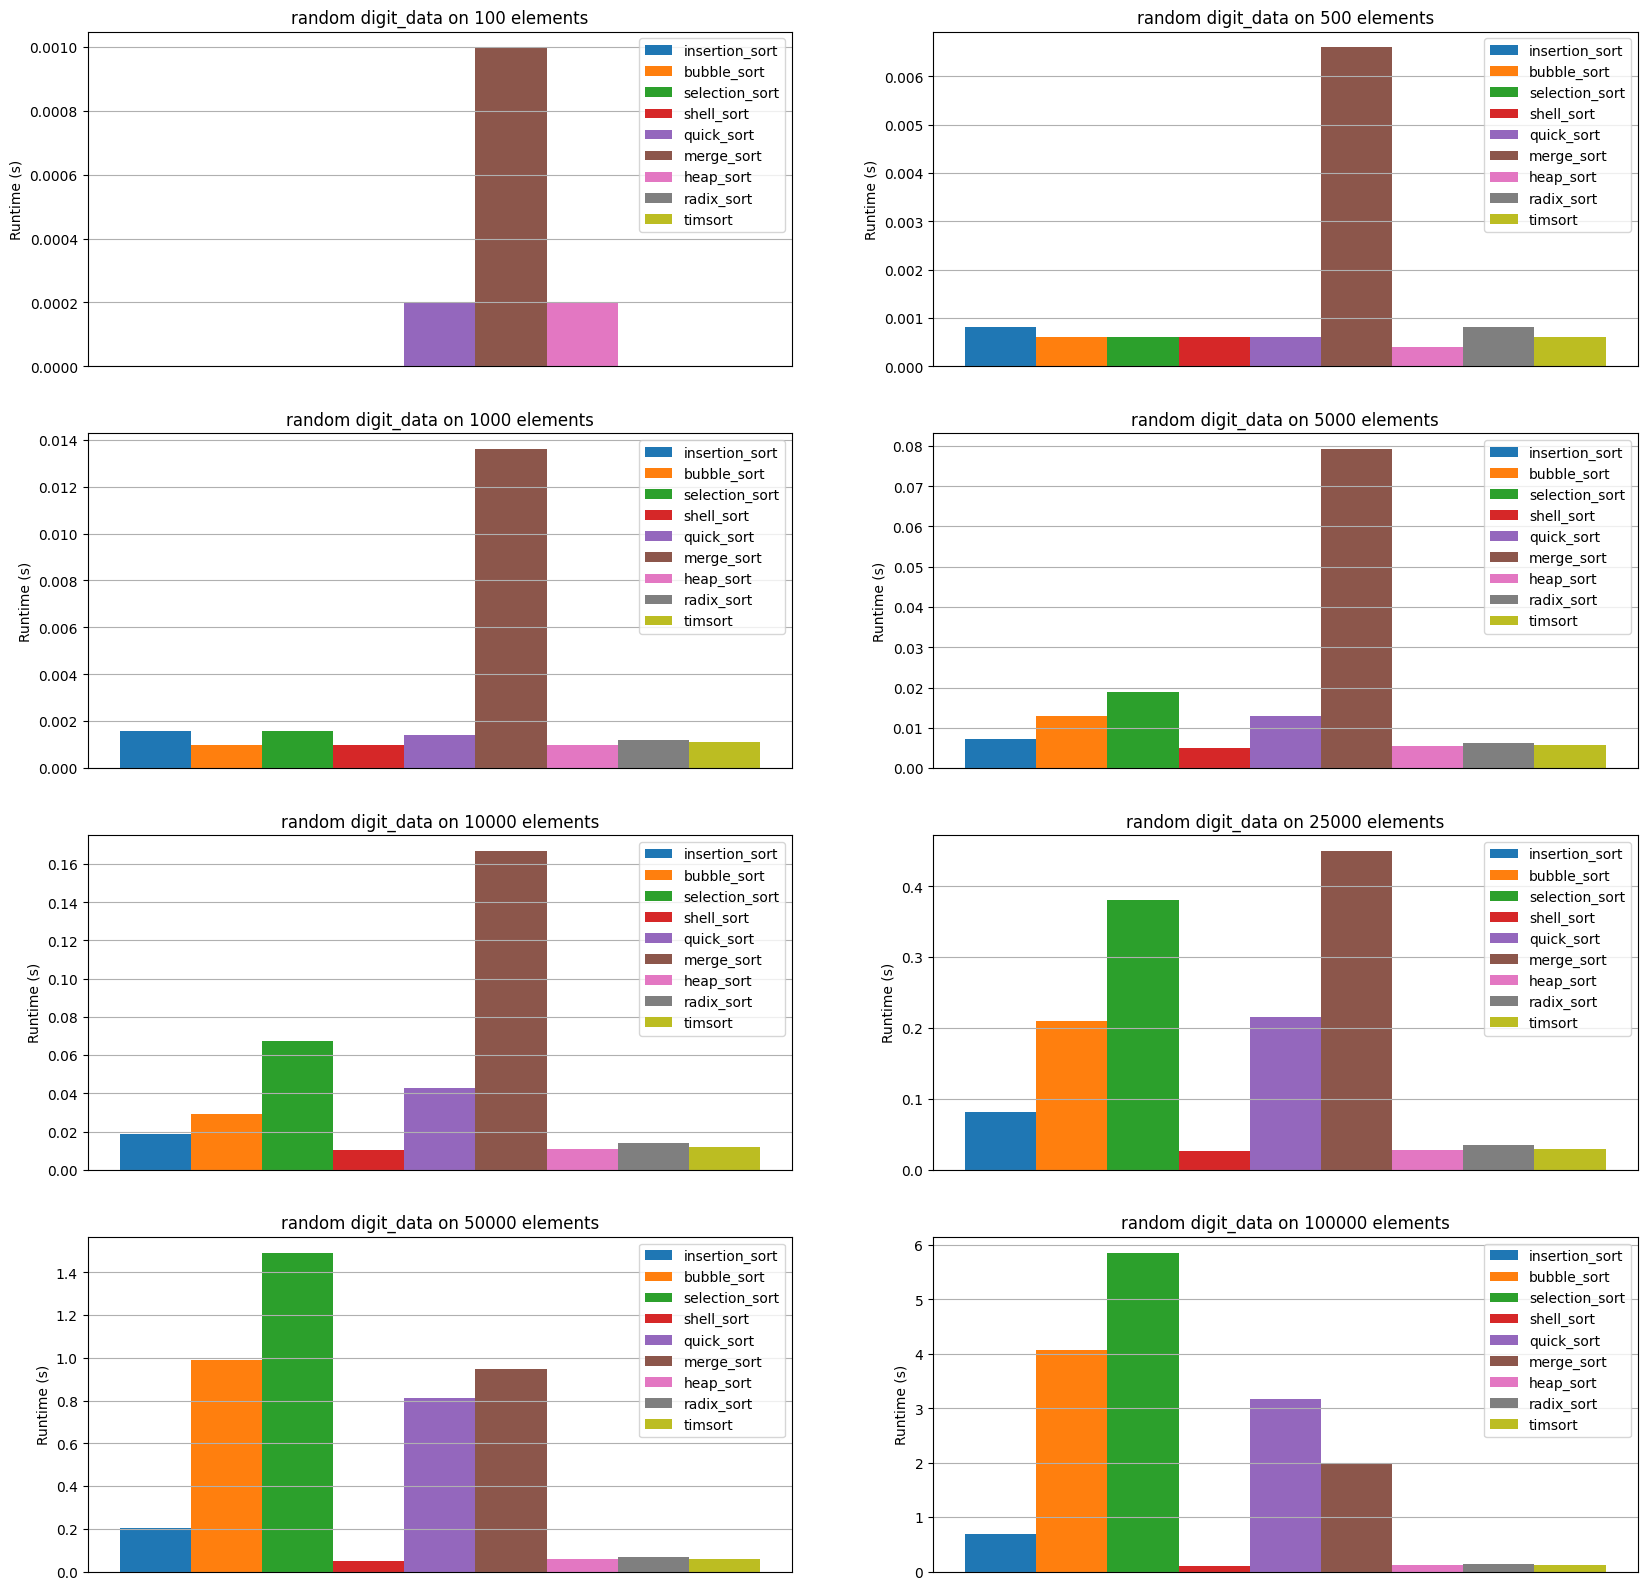 random digit_data on 100 elements
Runtime (s)
0.0010
0.0008
0.0006
0.0004
0.0002
0.0000
insertion_sort
bubble_sort
selection_sort
shell_sort
quick_sort
merge_sort
heap_sort
radix_sort
timsort
random digit_data on 500 elements
Runtime (s)
0.006
0.005
0.004
0.003
0.002
0.001
0.000
insertion_sort
bubble_sort
selection_sort
shell_sort
quick_sort
merge_sort
heap_sort
radix_sort
timsort
random digit_data on 1000 elements
Runtime (s)
0.014
0.012
0.010
0.008
0.006
0.004
0.002
0.000
insertion_sort
bubble_sort
selection_sort
shell_sort
quick_sort
merge_sort
heap_sort
radix_sort
timsort
random digit_data on 5000 elements
Runtime (s)
0.08
0.07
0.06
0.05
0.04
0.03
0.02
0.01
0.00
insertion_sort
bubble_sort
selection_sort
shell_sort
quick_sort
merge_sort
heap_sort
radix_sort
timsort
random digit_data on 10000 elements
Runtime (s)
0.16
0.14
0.12
0.10
0.08
0.06
0.04
0.02
0.00
insertion_sort
bubble_sort
selection_sort
shell_sort
quick_sort
merge_sort
heap_sort
radix_sort
timsort
random digit_data on 25000 elements
Runtime (s)
0.4
0.3
0.2
0.1
0.0
insertion_sort
bubble_sort
selection_sort
shell_sort
quick_sort
merge_sort
heap_sort
radix_sort
timsort
random digit_data on 50000 elements
Runtime (s)
1.4
1.2
1.0
0.8
0.6
0.4
0.2
0.0
insertion_sort
bubble_sort
selection_sort
shell_sort
quick_sort
merge_sort
heap_sort
radix_sort
timsort
random digit_data on 100000 elements
Runtime (s)
6
5
4
3
2
1
0
insertion_sort
bubble_sort
selection_sort
shell_sort
quick_sort
merge_sort
heap_sort
radix_sort
timsort